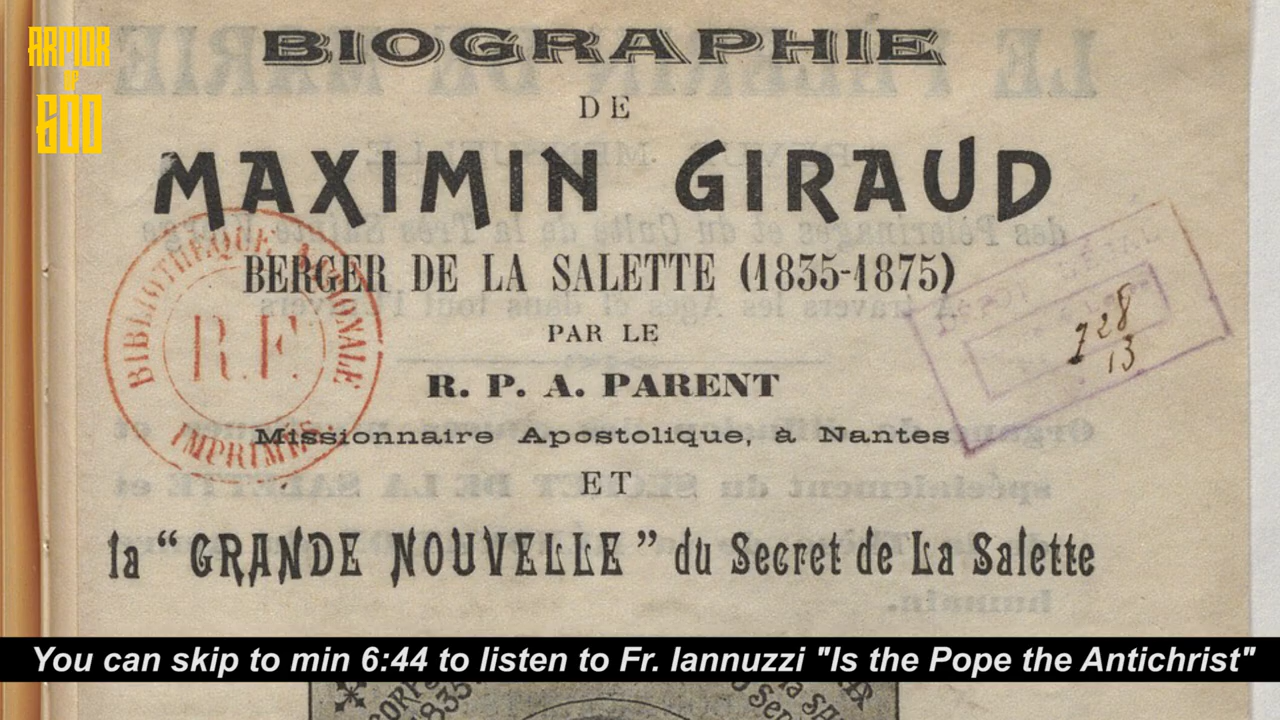 ARMOR
OF
GOD
BIOGRAPHIE
DE
MAXIMIN GIRAUD
BERGER DE LA SALETTE (1835-1875)
PAR LE
R. P. A. PARENT
Missionnaire Apostolique, à Nantes
ET
la “ GRANDE NOUVELLE ” du Secret de La Salette
BIBLIOTHÈQUE NATIONALE
R.F.
IMPRIMÉS.
728
13
You can skip to min 6:44 to listen to Fr. Iannuzzi "Is the Pope the Antichrist"